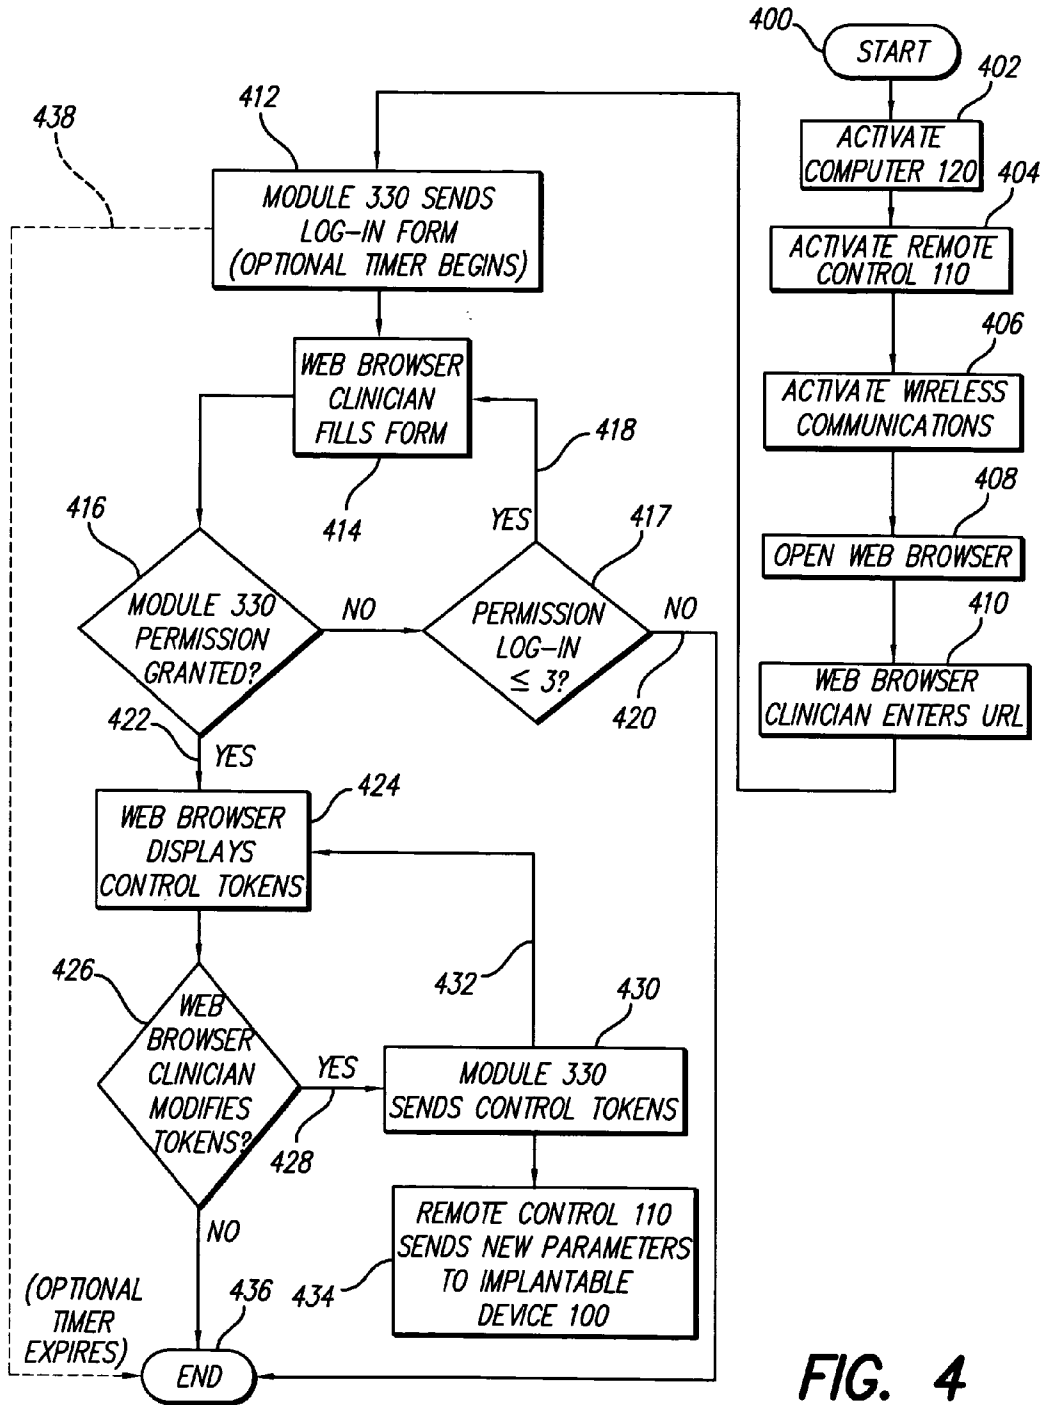 400
START
402
ACTIVATE
COMPUTER 120
404
ACTIVATE REMOTE
CONTROL 110
406
ACTIVATE WIRELESS
COMMUNICATIONS
408
OPEN WEB BROWSER
410
WEB BROWSER
CLINICIAN ENTERS URL
412
438
MODULE 330 SENDS
LOG-IN FORM
(OPTIONAL TIMER BEGINS)
WEB BROWSER
CLINICIAN
FILLS FORM
414
418
416
MODULE 330
PERMISSION
GRANTED?
NO
YES
417
PERMISSION
LOG-IN
≤ 3?
NO
420
422
YES
424
WEB BROWSER
DISPLAYS
CONTROL TOKENS
426
WEB
BROWSER
CLINICIAN
MODIFIES
TOKENS?
YES
428
432
430
MODULE 330
SENDS CONTROL TOKENS
REMOTE CONTROL 110
SENDS NEW PARAMETERS
TO IMPLANTABLE
DEVICE 100
434
NO
(OPTIONAL
TIMER
EXPIRES)
436
END
FIG. 4